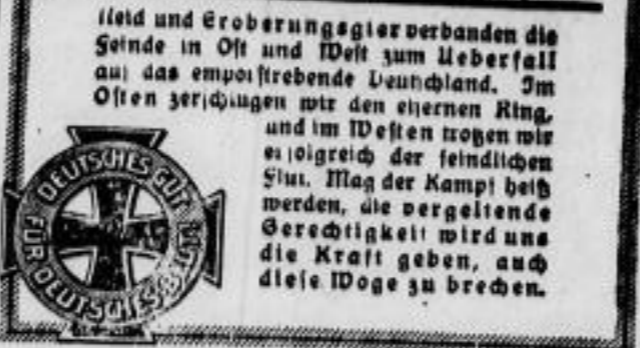 Neid und Eroberungsgier verbanden die
Feinde in Ost und West zum Ueberfall
auf das emporstrebende Deutschland. Im
Osten zerschlugen wir den eisernen Ring,
und im Westen trotzen wir
erfolgreich der feindlichen
Flut. Mag der Kampf heiß
werden, die vergeltende
Gerechtigkeit wird uns
die Kraft geben, auch
diese Woge zu brechen.
DEUTSCHES GUT
FÜR DEUTSCHES